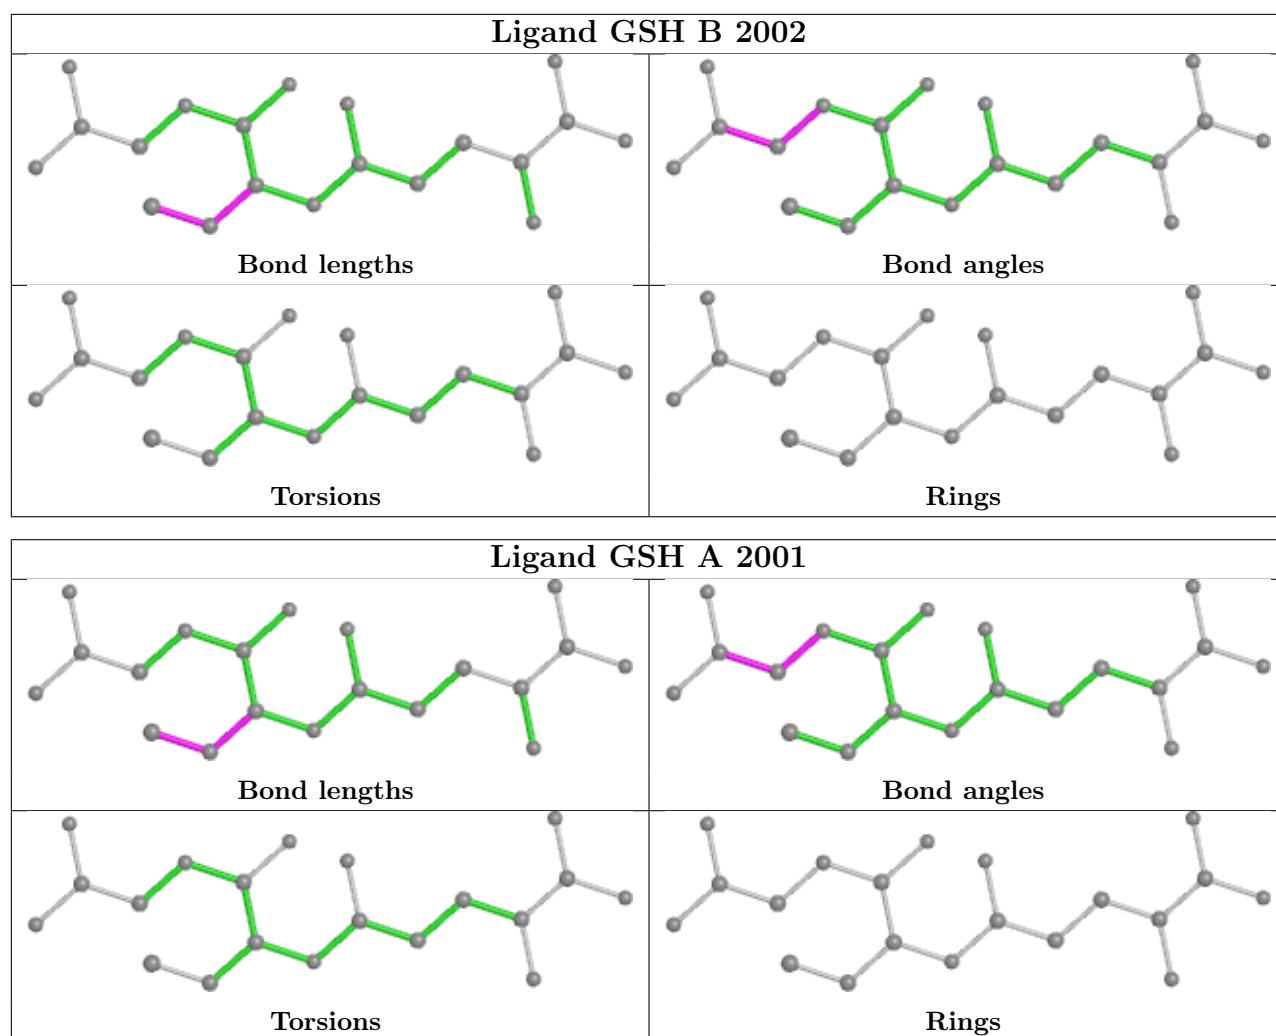 Ligand GSH B 2002
Bond lengths
Bond angles
Torsions
Rings
Ligand GSH A 2001
Bond lengths
Bond angles
Torsions
Rings